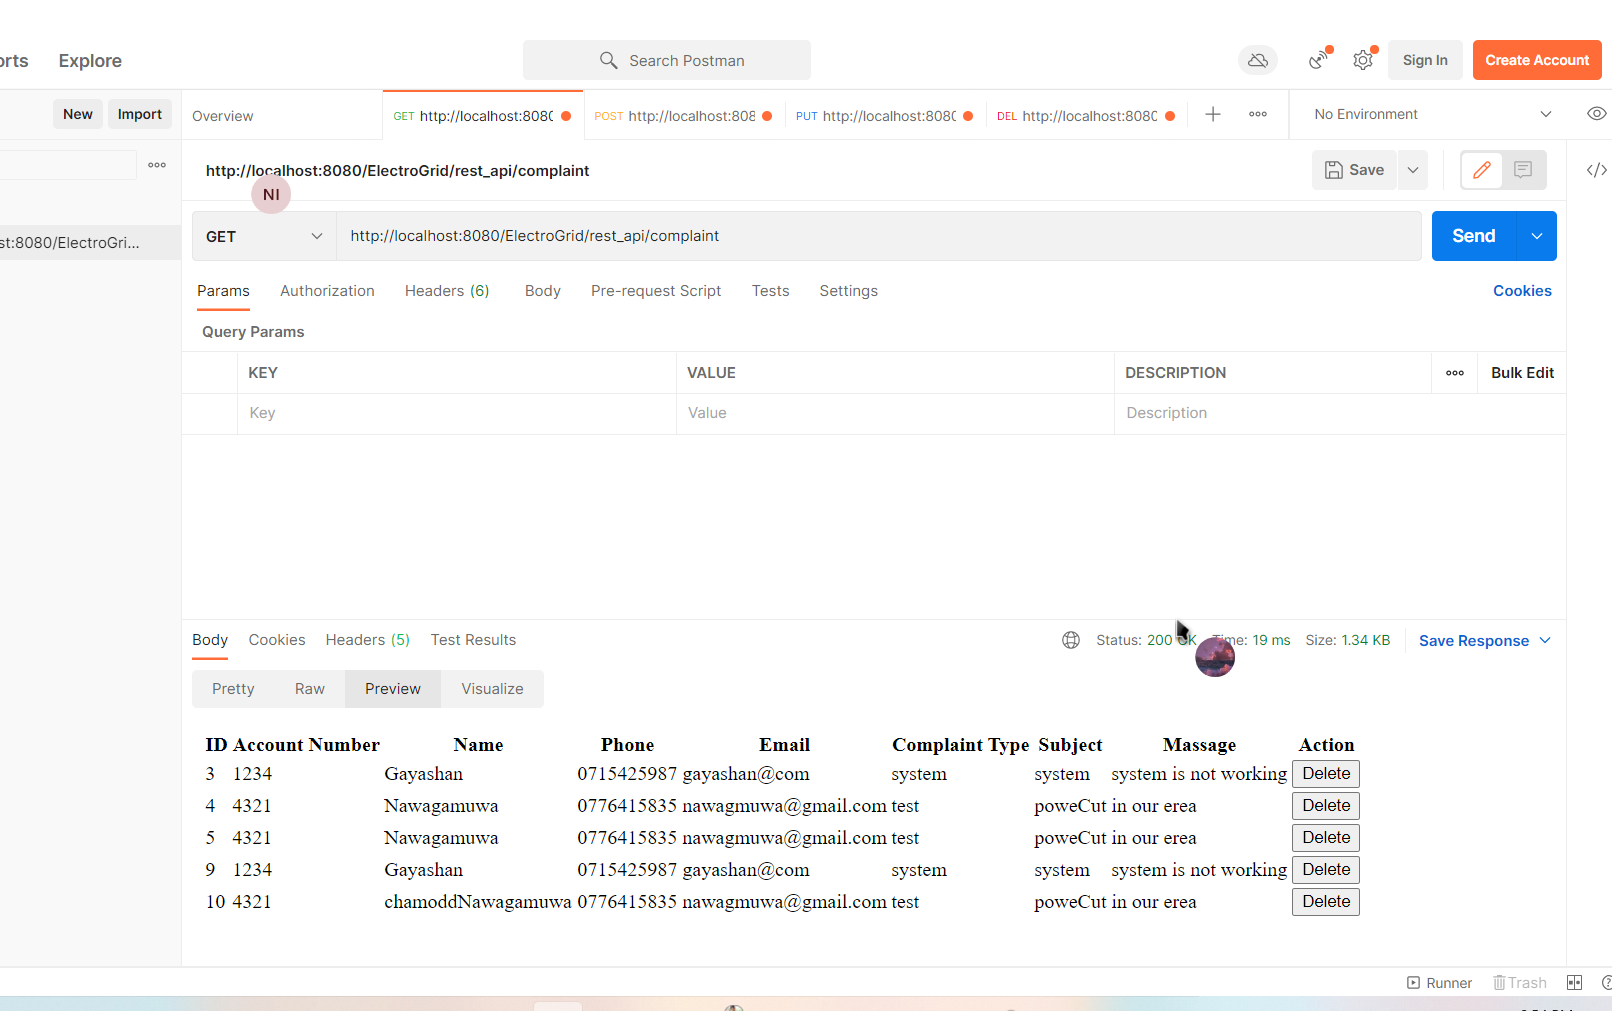 orts Explore Search Postman Sign In Create Account
New Import Overview GET http://localhost:808( POST http://localhost:808 PUT http://localhost:808( DEL http://localhost:808( No Environment
http://localhost:8080/ElectroGrid/rest_api/complaint Save
NI
st:8080/ElectroGri... GET http://localhost:8080/ElectroGrid/rest_api/complaint Send
Params Authorization Headers (6) Body Pre-request Script Tests Settings Cookies
Query Params
KEY VALUE DESCRIPTION Bulk Edit
Key Value Description
Body Cookies Headers (5) Test Results Status: 200 OK Time: 19 ms Size: 1.34 KB Save Response
Pretty Raw Preview Visualize
ID Account Number Name Phone Email Complaint Type Subject Massage Action
3 1234 Gayashan 0715425987 gayashan@com system system system is not working Delete
4 4321 Nawagamuwa 0776415835 nawagmuwa@gmail.com test poweCut in our erea Delete
5 4321 Nawagamuwa 0776415835 nawagmuwa@gmail.com test poweCut in our erea Delete
9 1234 Gayashan 0715425987 gayashan@com system system system is not working Delete
10 4321 chamoddNawagamuwa 0776415835 nawagmuwa@gmail.com test poweCut in our erea Delete
Runner Trash